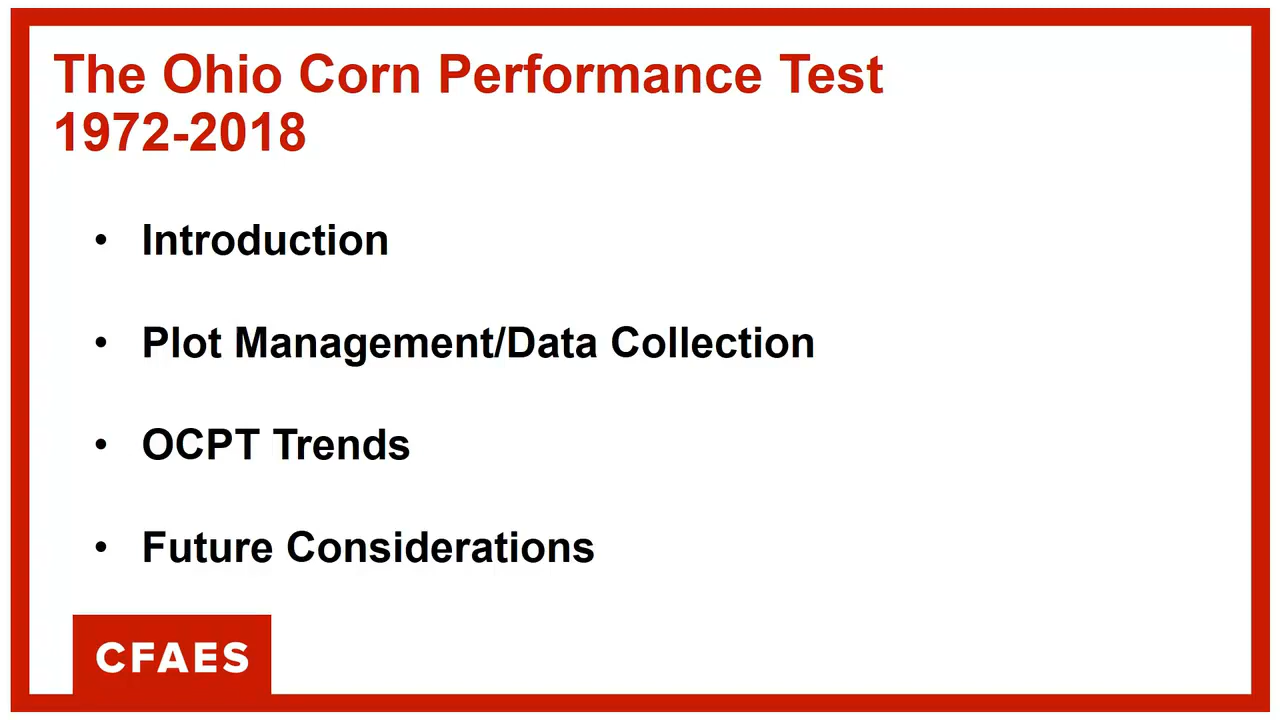 The Ohio Corn Performance Test
1972-2018
• Introduction
• Plot Management/Data Collection
• OCPT Trends
• Future Considerations
CFAES